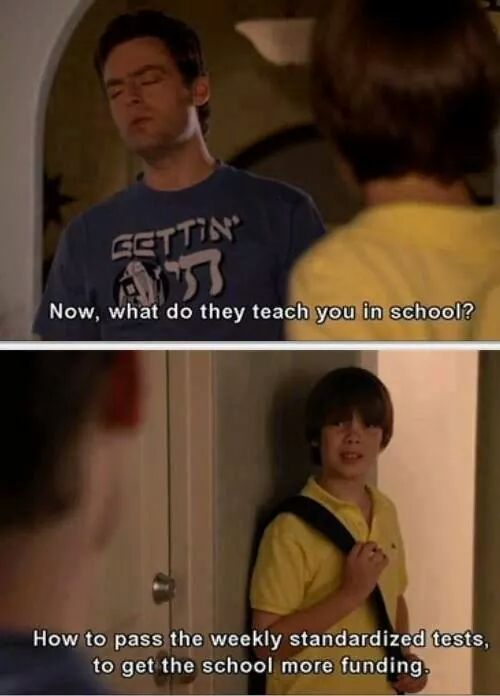 GETTIN'
חי
Now, what do they teach you in school?
How to pass the weekly standardized tests,
to get the school more funding.